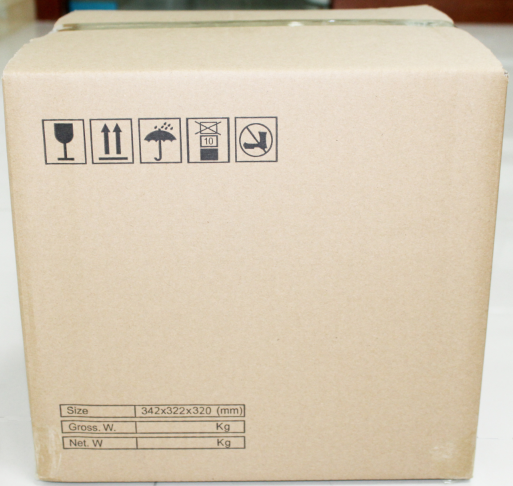 10
Size 342x322x320 (mm)
Gross. W. Kg
Net. W Kg